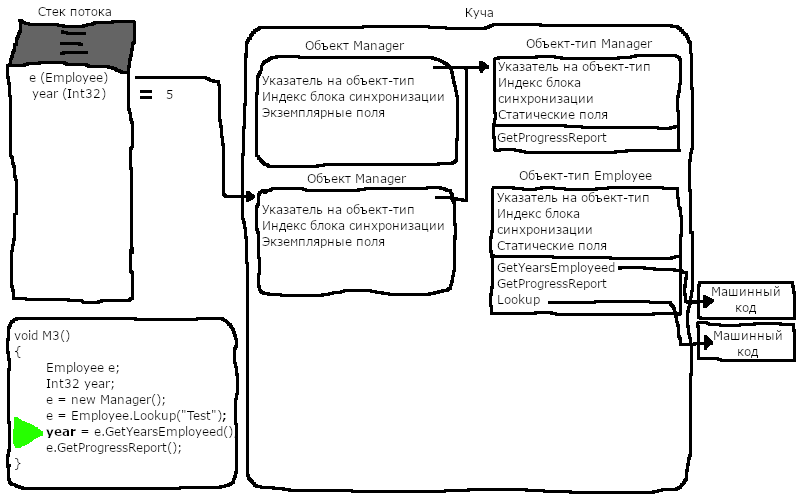 Стек потока
e (Employee)
year (Int32)
= 5
Куча
Объект Manager
Указатель на объект-тип
Индекс блока синхронизации
Экземплярные поля
Объект Manager
Указатель на объект-тип
Индекс блока синхронизации
Экземплярные поля
Объект-тип Manager
Указатель на объект-тип
Индекс блока
синхронизации
Статические поля
GetProgressReport
Объект-тип Employee
Указатель на объект-тип
Индекс блока
синхронизации
Статические поля
GetYearsEmployeed
GetProgressReport
Lookup
Машинный
код
Машинный
код
void M3()
{
Employee e;
Int32 year;
e = new Manager();
e = Employee.Lookup("Test");
year = e.GetYearsEmployeed()
e.GetProgressReport();
}